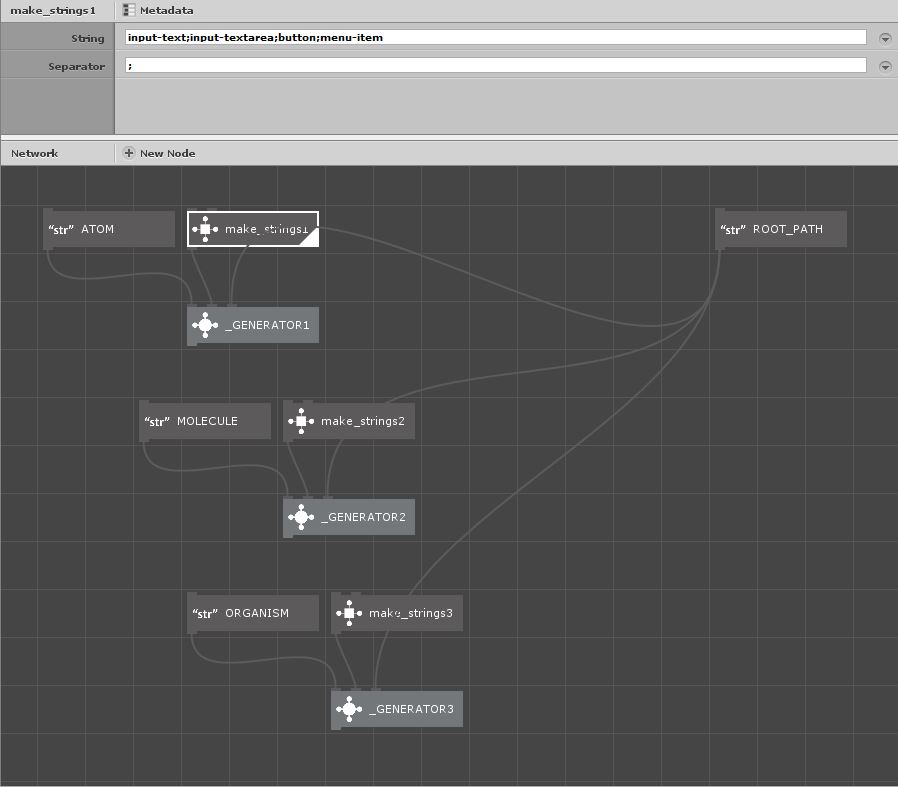 make_strings1 Metadata
String input-text;input-textarea;button;menu-item
Separator ;
Network New Node
“str” ATOM make_strings1 “str” ROOT_PATH
_GENERATOR1
“str” MOLECULE make_strings2
_GENERATOR2
“str” ORGANISM make_strings3
_GENERATOR3